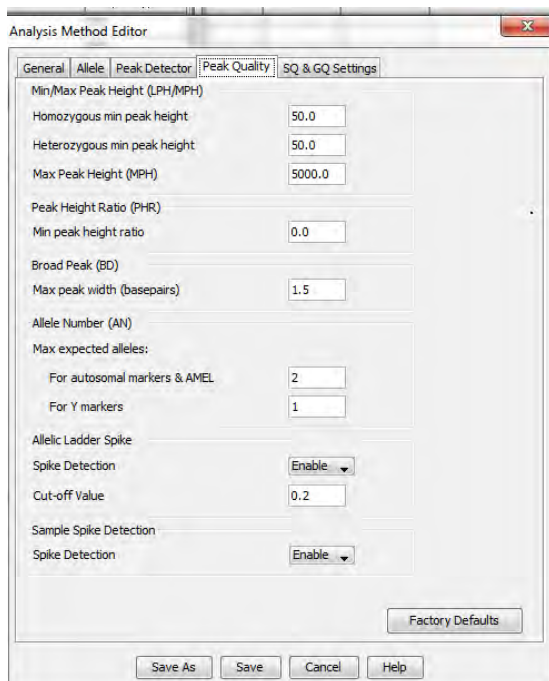 Analysis Method Editor
General Allele Peak Detector Peak Quality SQ & GQ Settings
Min/Max Peak Height (LPH/MPH)
Homozygous min peak height 50.0
Heterozygous min peak height 50.0
Max Peak Height (MPH) 5000.0
Peak Height Ratio (PHR)
Min peak height ratio 0.0
Broad Peak (BD)
Max peak width (basepairs) 1.5
Allele Number (AN)
Max expected alleles:
For autosomal markers & AMEL 2
For Y markers 1
Allelic Ladder Spike
Spike Detection Enable
Cut-off Value 0.2
Sample Spike Detection
Spike Detection Enable
Factory Defaults
Save As Save Cancel Help